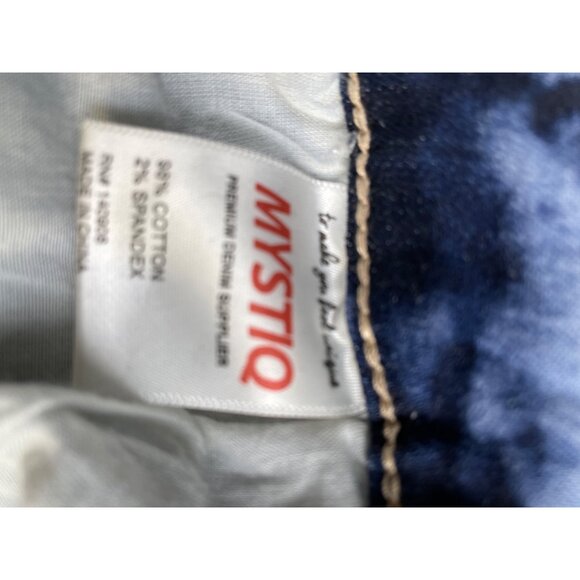 to make you feel unique
MYSTIQ
PREMIUM DENIM SUPPLIER
98% COTTON
2% SPANDEX
RN# 140908
MADE IN CHINA